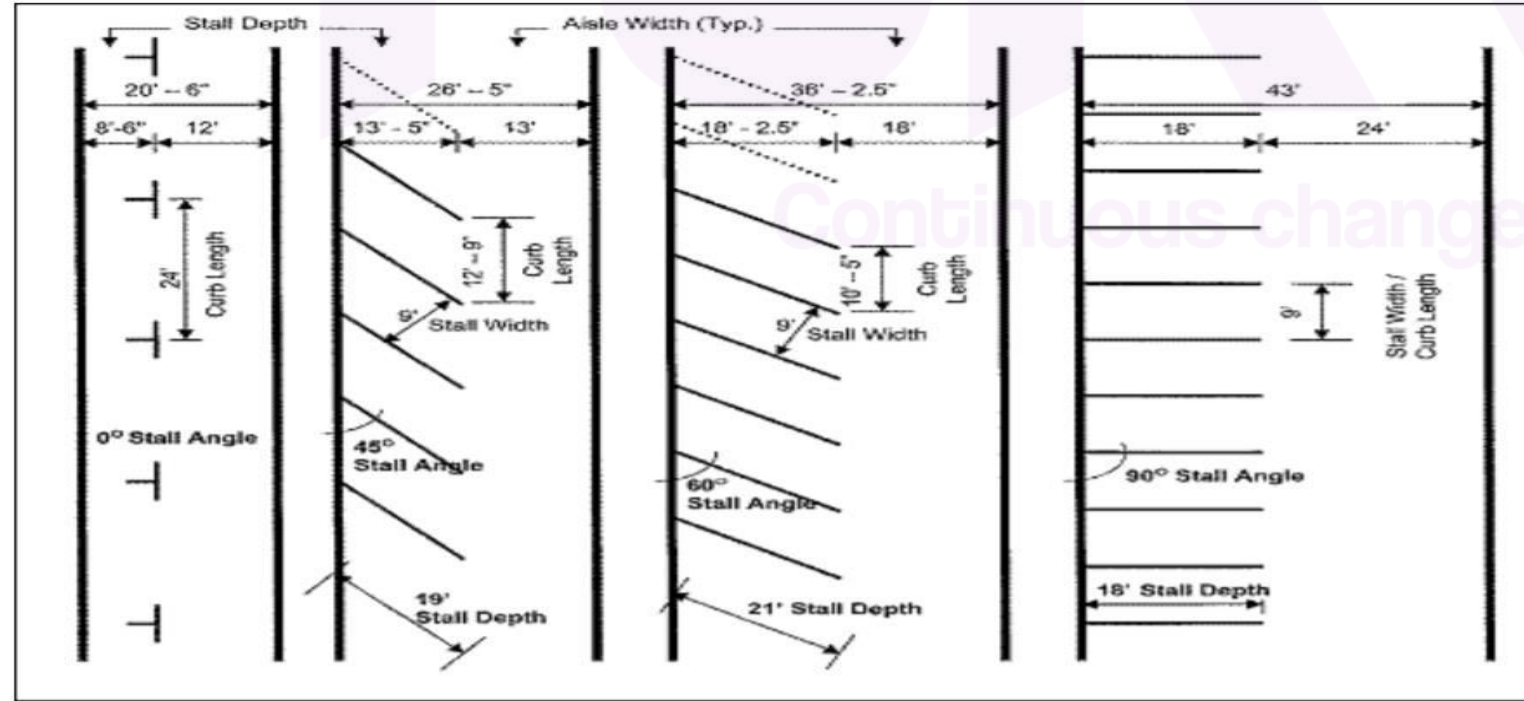 Stall Depth
Aisle Width (Typ.)
20' – 6"
26' – 5"
36' – 2.5"
43'
8'-6"
12'
13' - 5"
13'
18' - 2.5"
18'
18'
24'
Continuous change
24'
Curb Length
12' – 9'
Curb
Length
9'
Stall Width
10' – 5"
Curb
Length
9'
Stall Width
9'
Stall Width /
Curb Length
0° Stall Angle
45°
Stall Angle
60°
Stall Angle
90° Stall Angle
19'
Stall Depth
21' Stall Depth
18' Stall Depth